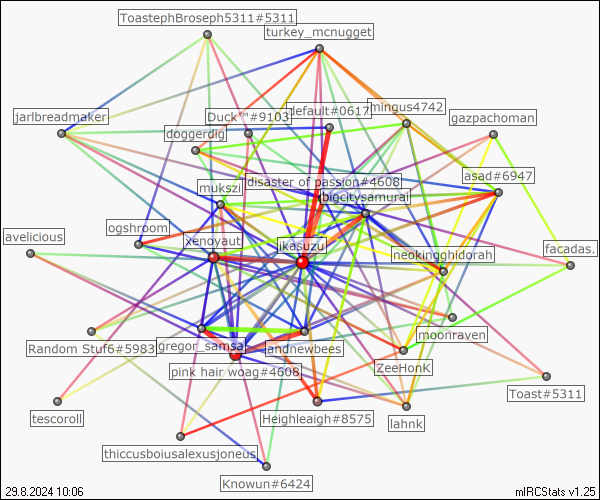 ToastephBroseph5311#5311
turkey_mcnugget
jarlbreadmaker
Duck™#9103
default#0617
mingus4742
gazpachoman
doggerdig
mukszi
disaster of passion#4608
asad#6947
bigcitysamurai
avelicious
ogshroom
xenoyaut
jkasuzu
neokingghidorah
facadas.
Random Stuf6#5983
gregor_samsa
jandnewbees
moonraven
pink hair woag#4608
ZeeHonK
Toast#5311
tescoroll
Heighleaigh#8575
lahnk
thiccusboiusalexusjoneus
Knowun#6424
29.8.2024 10:06
mIRCStats v1.25